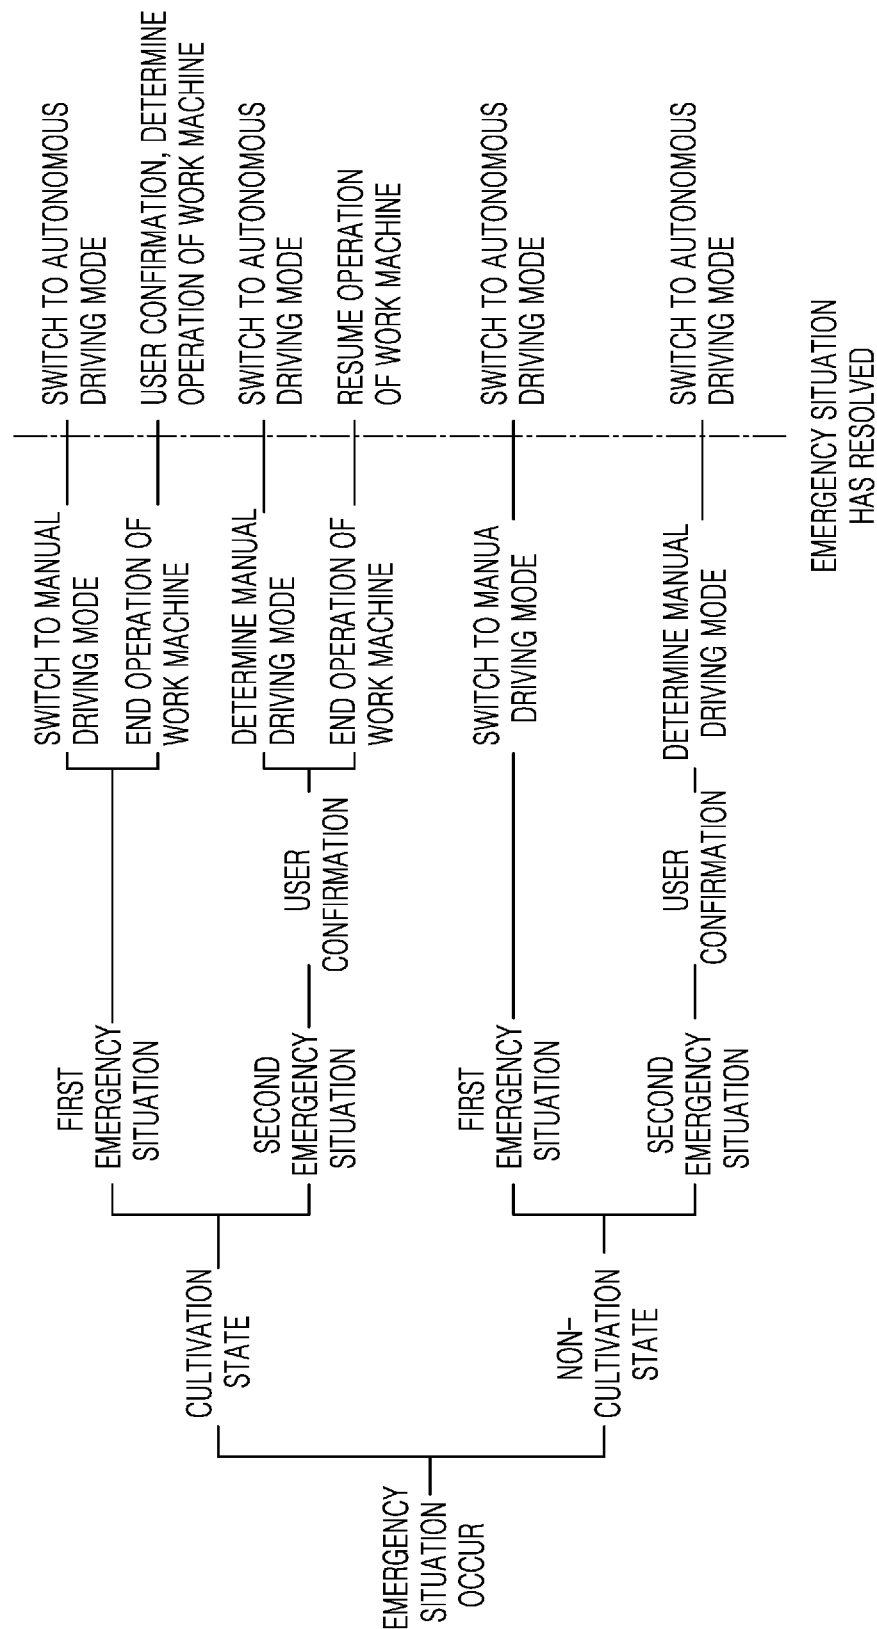 EMERGENCY
SITUATION
OCCUR
CULTIVATION
STATE
FIRST
EMERGENCY
SITUATION
SWITCH TO MANUAL
DRIVING MODE
SWITCH TO AUTONOMOUS
DRIVING MODE
END OPERATION OF
WORK MACHINE
USER CONFIRMATION, DETERMINE
OPERATION OF WORK MACHINE
SECOND
EMERGENCY
SITUATION
USER
CONFIRMATION
DETERMINE MANUAL
DRIVING MODE
SWITCH TO AUTONOMOUS
DRIVING MODE
END OPERATION OF
WORK MACHINE
RESUME OPERATION
OF WORK MACHINE
NON-
CULTIVATION
STATE
FIRST
EMERGENCY
SITUATION
SWITCH TO MANUA
DRIVING MODE
SWITCH TO AUTONOMOUS
DRIVING MODE
SECOND
EMERGENCY
SITUATION
USER
CONFIRMATION
DETERMINE MANUAL
DRIVING MODE
SWITCH TO AUTONOMOUS
DRIVING MODE
EMERGENCY SITUATION
HAS RESOLVED